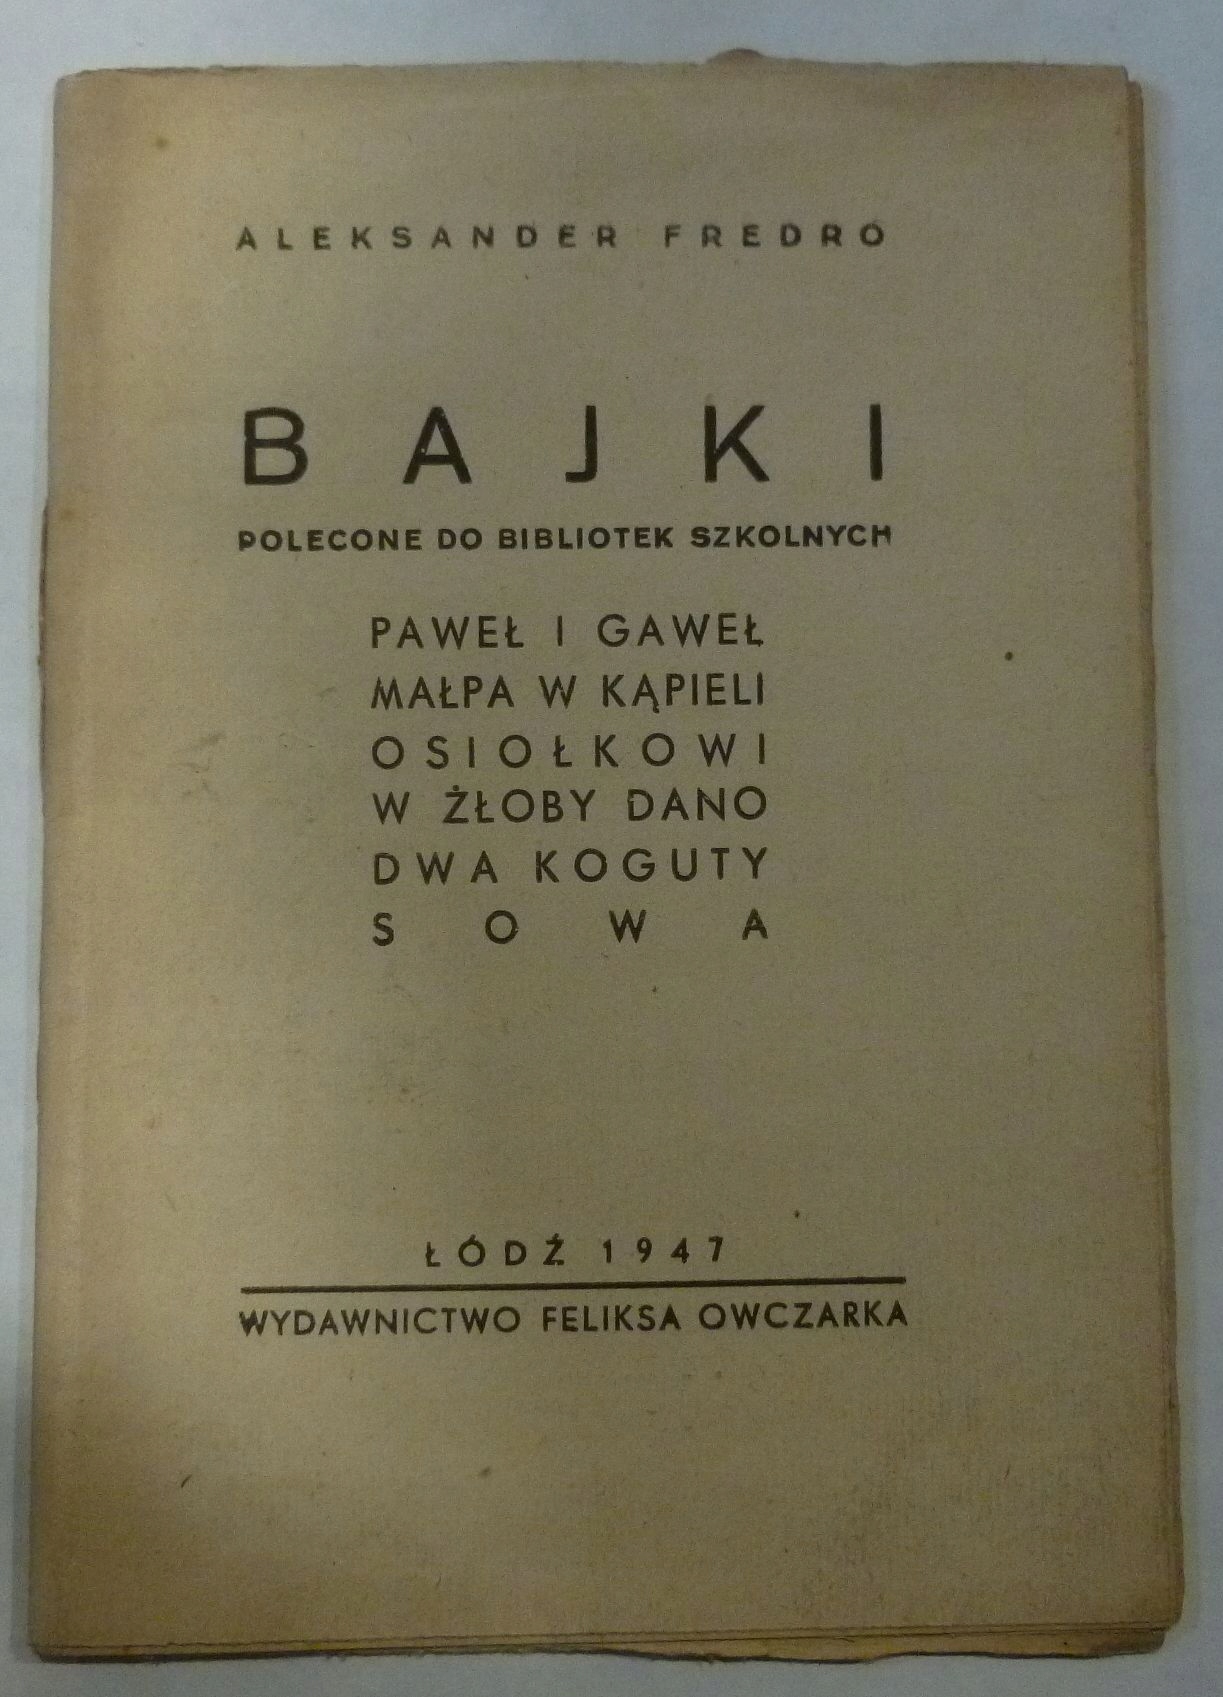 ALEKSANDER FREDRO
BAJKI
POLECONE DO BIBLIOTEK SZKOLNYCH
PAWEŁ I GAWEŁ
MAŁPA W KĄPIELI
OSIOŁKOWI
W ŻŁOBY DANO
DWA KOGUTY
SOWA
ŁÓDŹ 1947
WYDAWNICTWO FELIKSA OWCZARKA